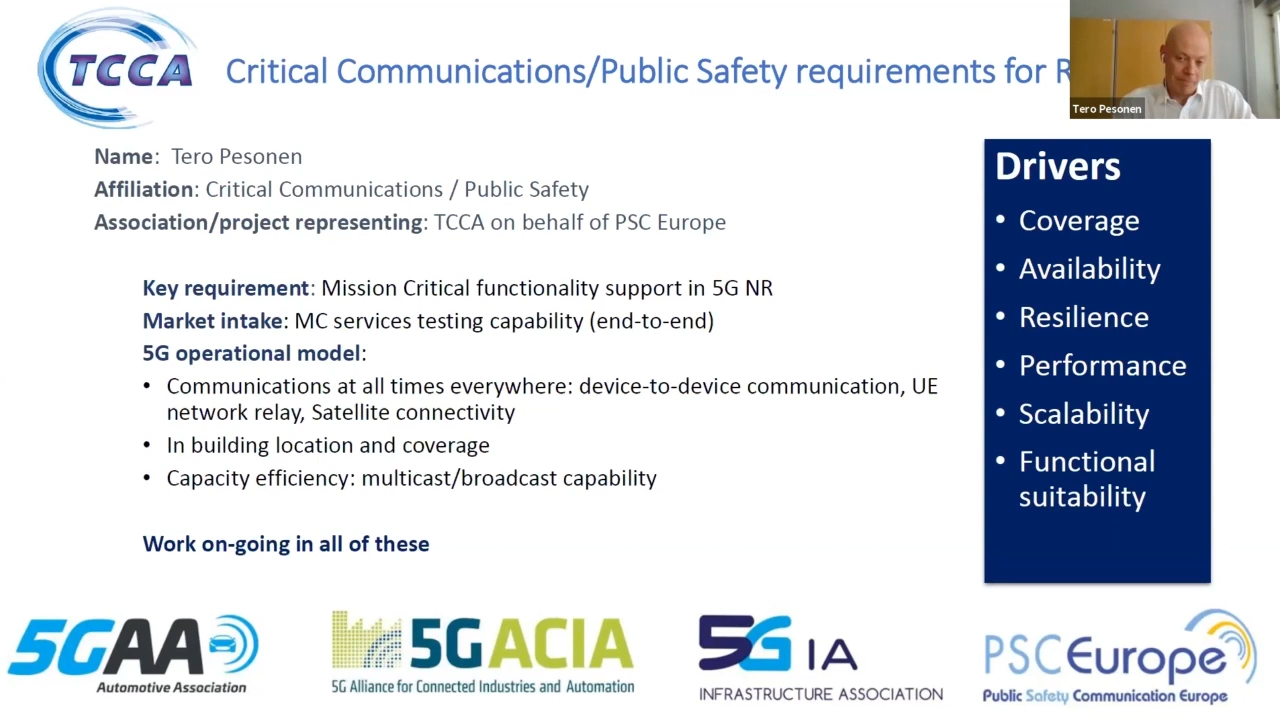 TCCA
Critical Communications/Public Safety requirements for R
Tero Pesonen
Name: Tero Pesonen
Affiliation: Critical Communications / Public Safety
Association/project representing: TCCA on behalf of PSC Europe
Key requirement: Mission Critical functionality support in 5G NR
Market intake: MC services testing capability (end-to-end)
5G operational model:
• Communications at all times everywhere: device-to-device communication, UE
network relay, Satellite connectivity
• In building location and coverage
• Capacity efficiency: multicast/broadcast capability
Work on-going in all of these
Drivers
• Coverage
• Availability
• Resilience
• Performance
• Scalability
• Functional
suitability
5GAA
Automotive Association
5G ACIA
5G Alliance for Connected Industries and Automation
5G IA
INFRASTRUCTURE ASSOCIATION
PSCEurope
Public Safety Communication Europe